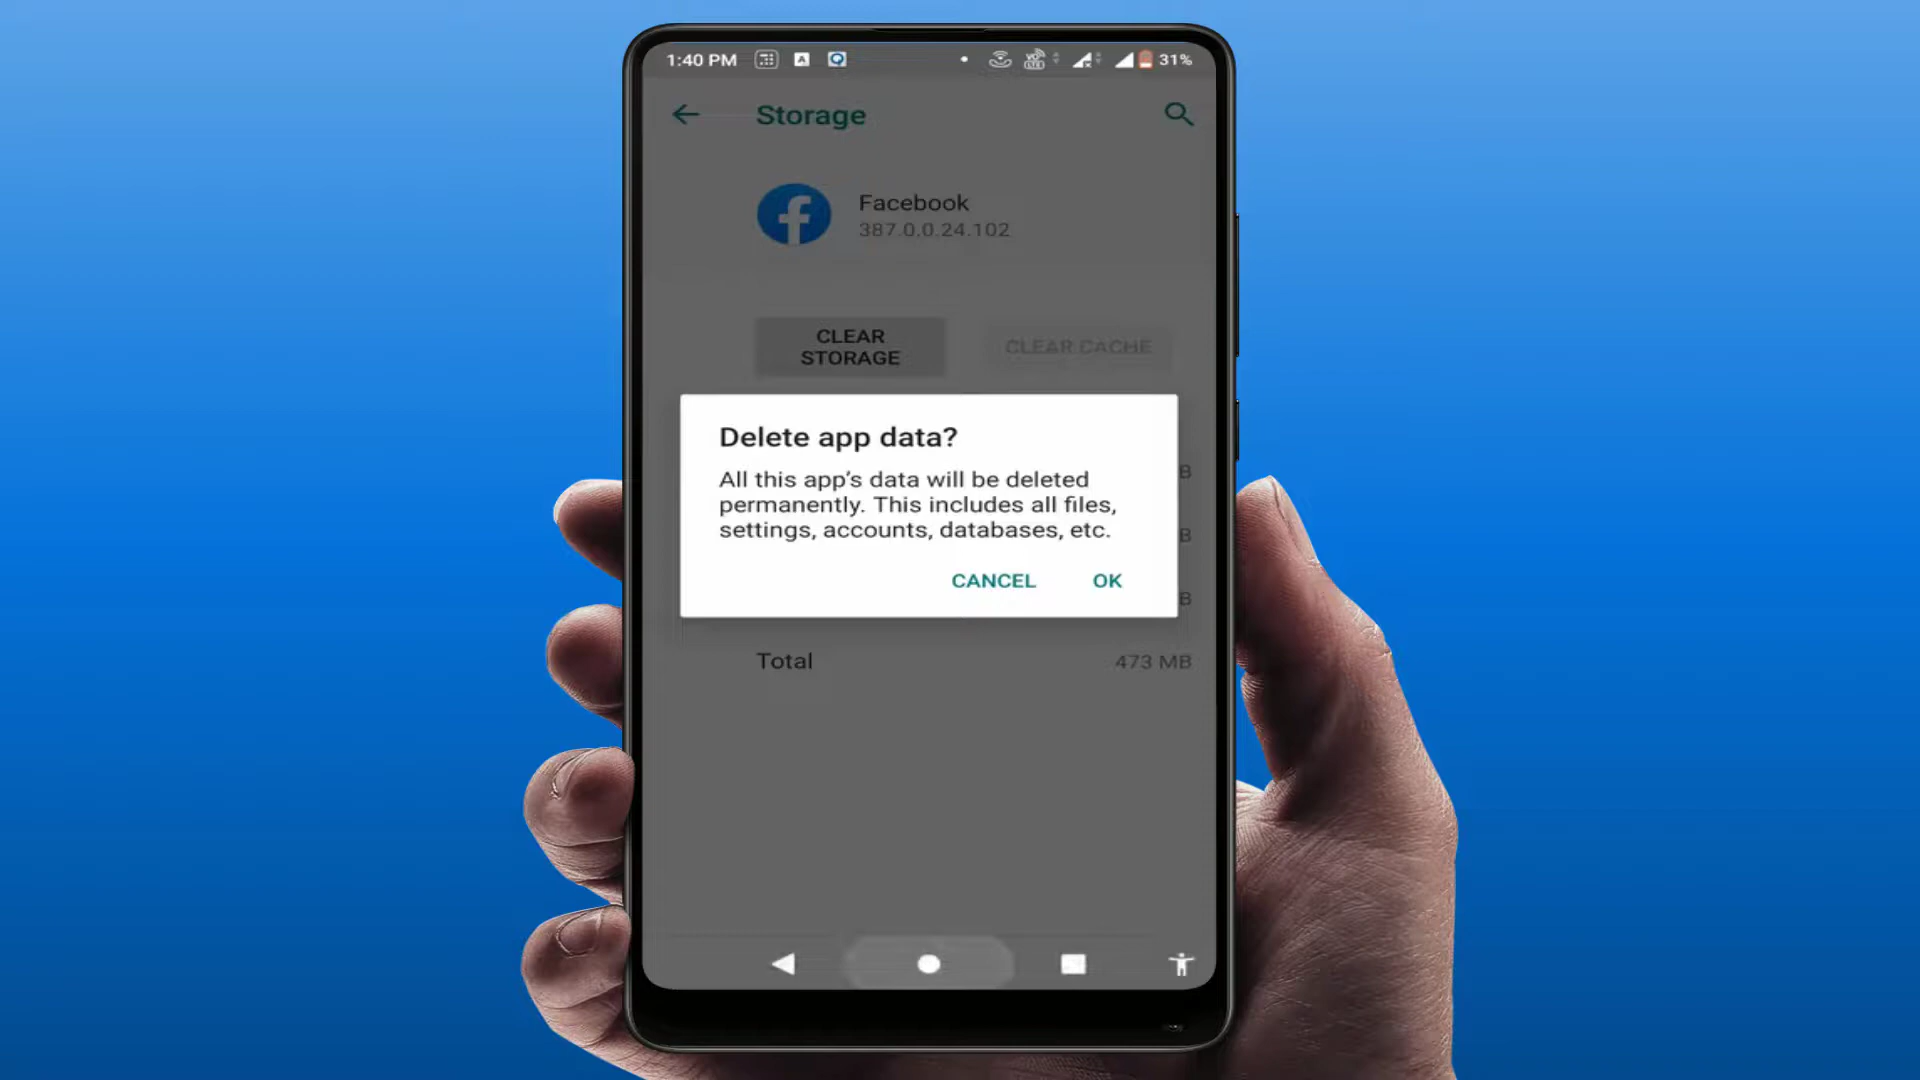 1:40 PM
31%
Storage
Facebook
387.0.0.24.102
CLEAR
STORAGE
CLEAR CACHE
Delete app data?
All this app's data will be deleted
permanently. This includes all files,
settings, accounts, databases, etc.
CANCEL
OK
B
B
B
Total
473 MB